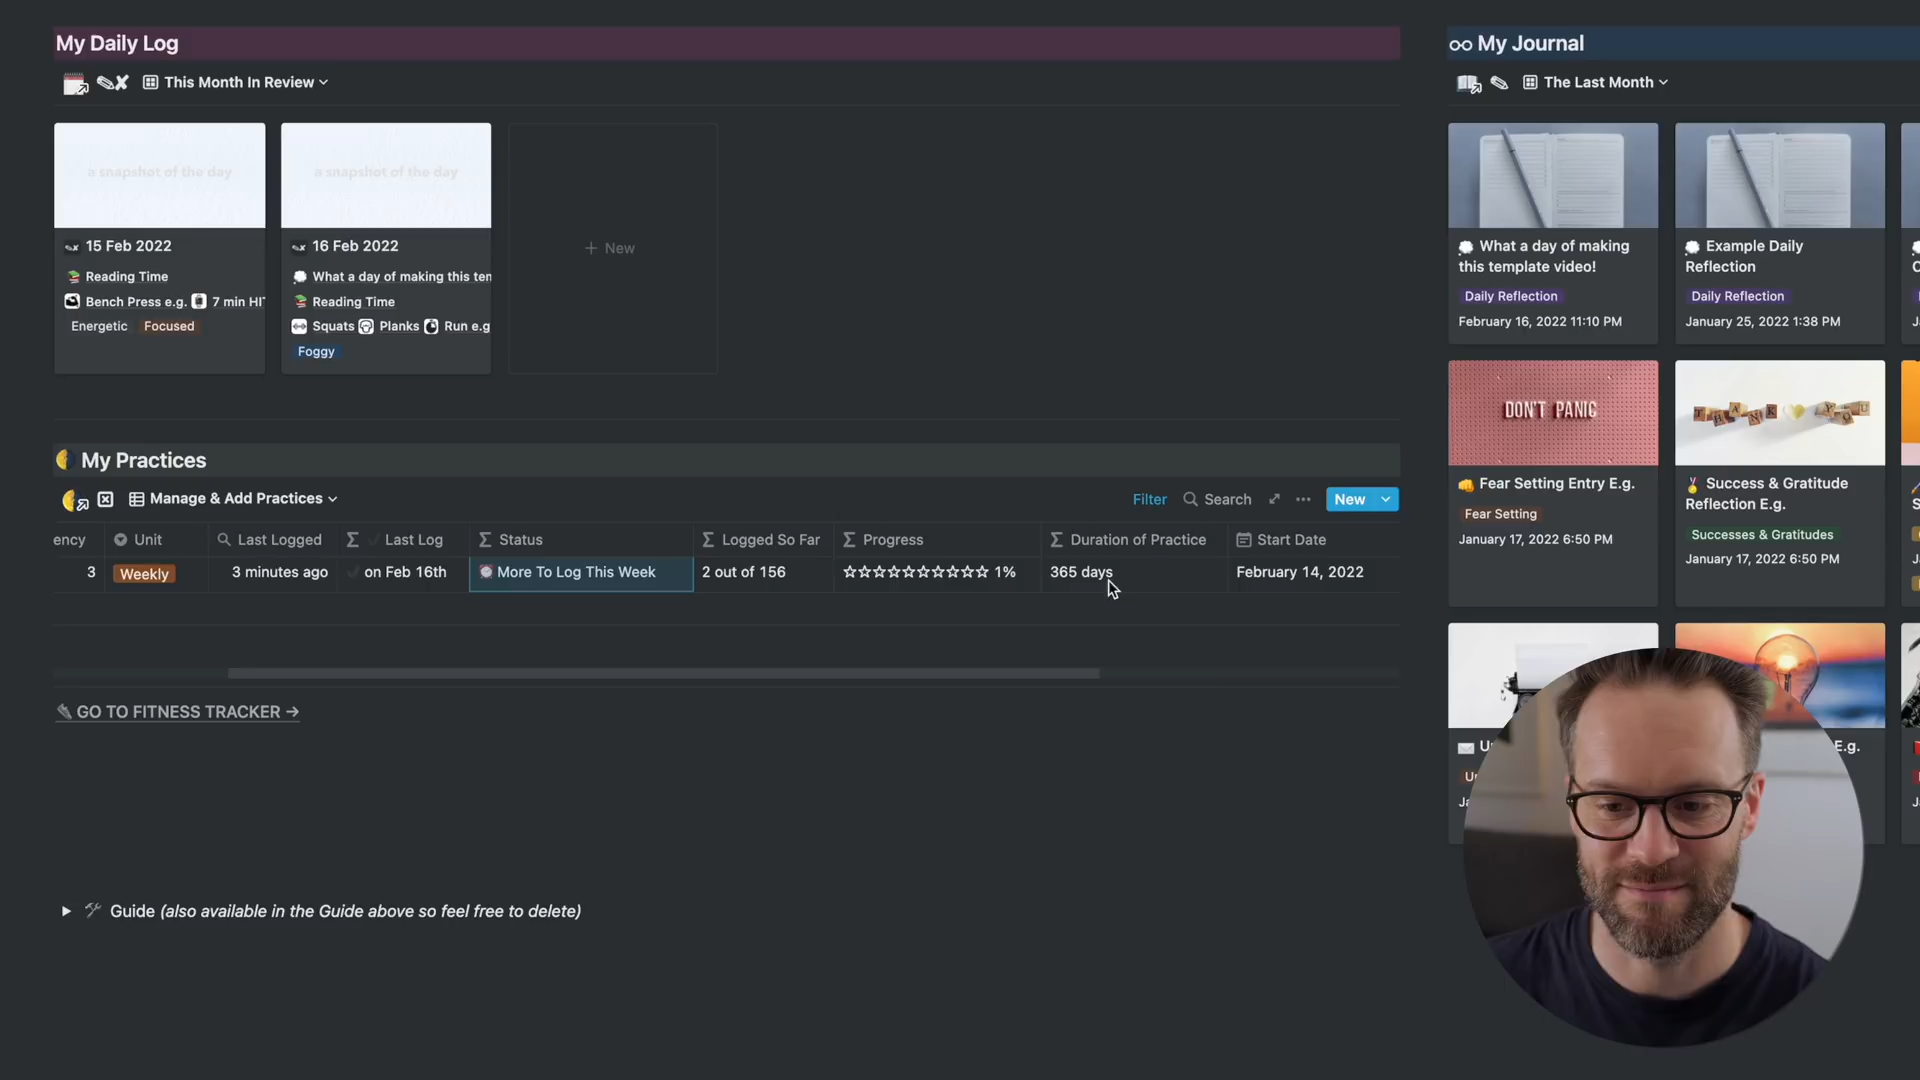 My Daily Log
This Month In Review
a snapshot of the day
15 Feb 2022
Reading Time
Bench Press e.g. 7 min HI
Energetic Focused
a snapshot of the day
16 Feb 2022
What a day of making this ten
Reading Time
Squats Planks Run e.g
Foggy
+ New
My Practices
Manage & Add Practices
Filter Search ••• New
ency Unit Last Logged Σ Last Log Σ Status Σ Logged So Far Σ Progress Σ Duration of Practice Start Date
3 Weekly 3 minutes ago on Feb 16th More To Log This Week 2 out of 156 ☆☆☆☆☆☆☆☆☆☆ 1% 365 days February 14, 2022
GO TO FITNESS TRACKER →
Guide (also available in the Guide above so feel free to delete)
My Journal
The Last Month
What a day of making
this template video!
Daily Reflection
February 16, 2022 11:10 PM
Example Daily
Reflection
Daily Reflection
January 25, 2022 1:38 PM
DON'T PANIC
Fear Setting Entry E.g.
Fear Setting
January 17, 2022 6:50 PM
THANK YOU
Success & Gratitude
Reflection E.g.
Successes & Gratitudes
January 17, 2022 6:50 PM
E.g.